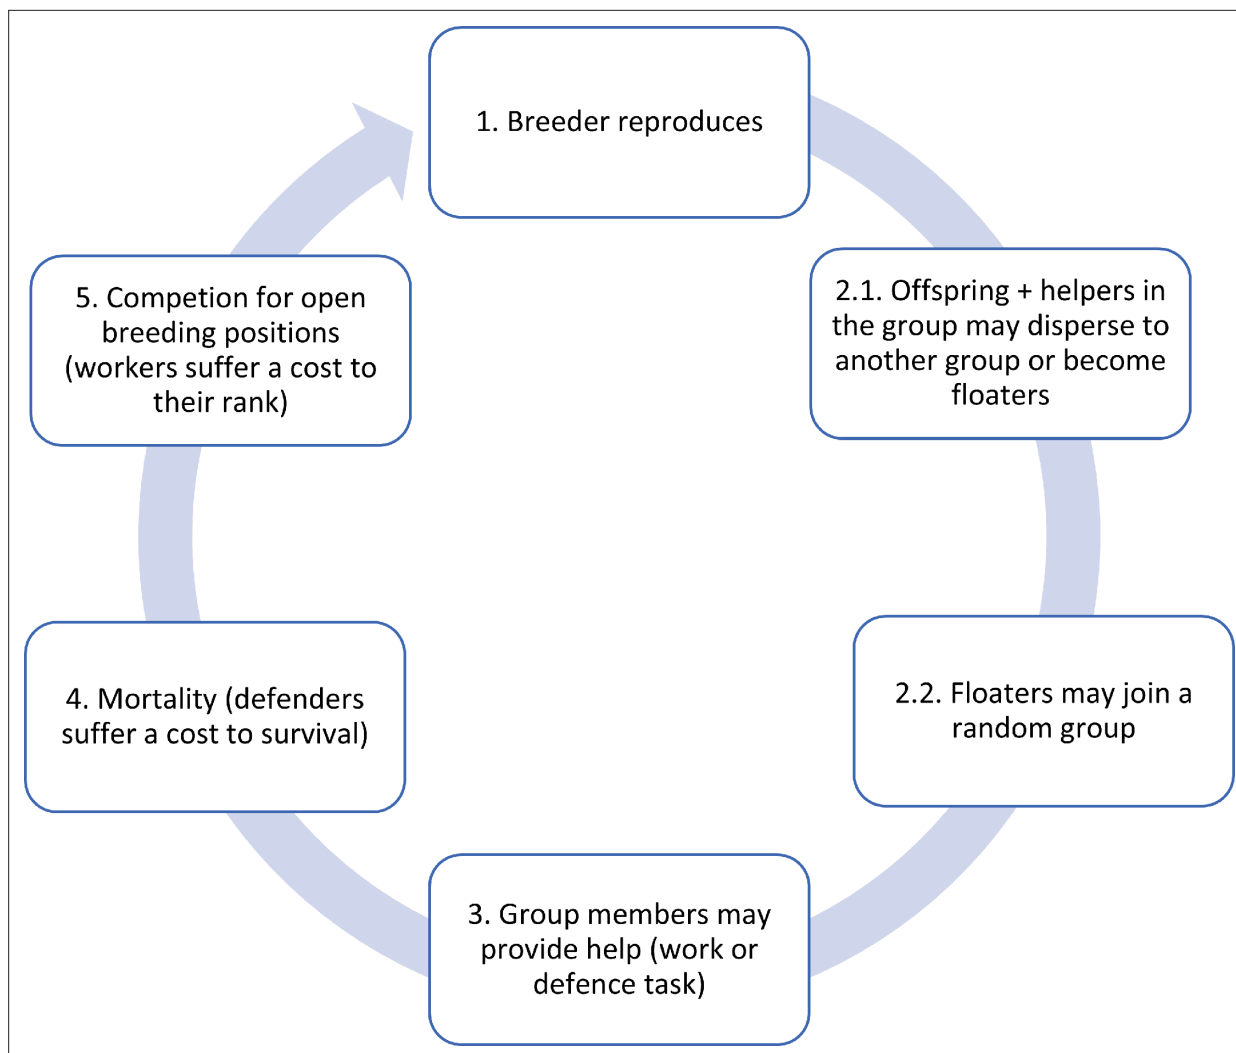 1. Breeder reproduces
2.1. Offspring + helpers in
the group may disperse to
another group or become
floaters
2.2. Floaters may join a
random group
3. Group members may
provide help (work or
defence task)
4. Mortality (defenders
suffer a cost to survival)
5. Competion for open
breeding positions
(workers suffer a cost to
their rank)